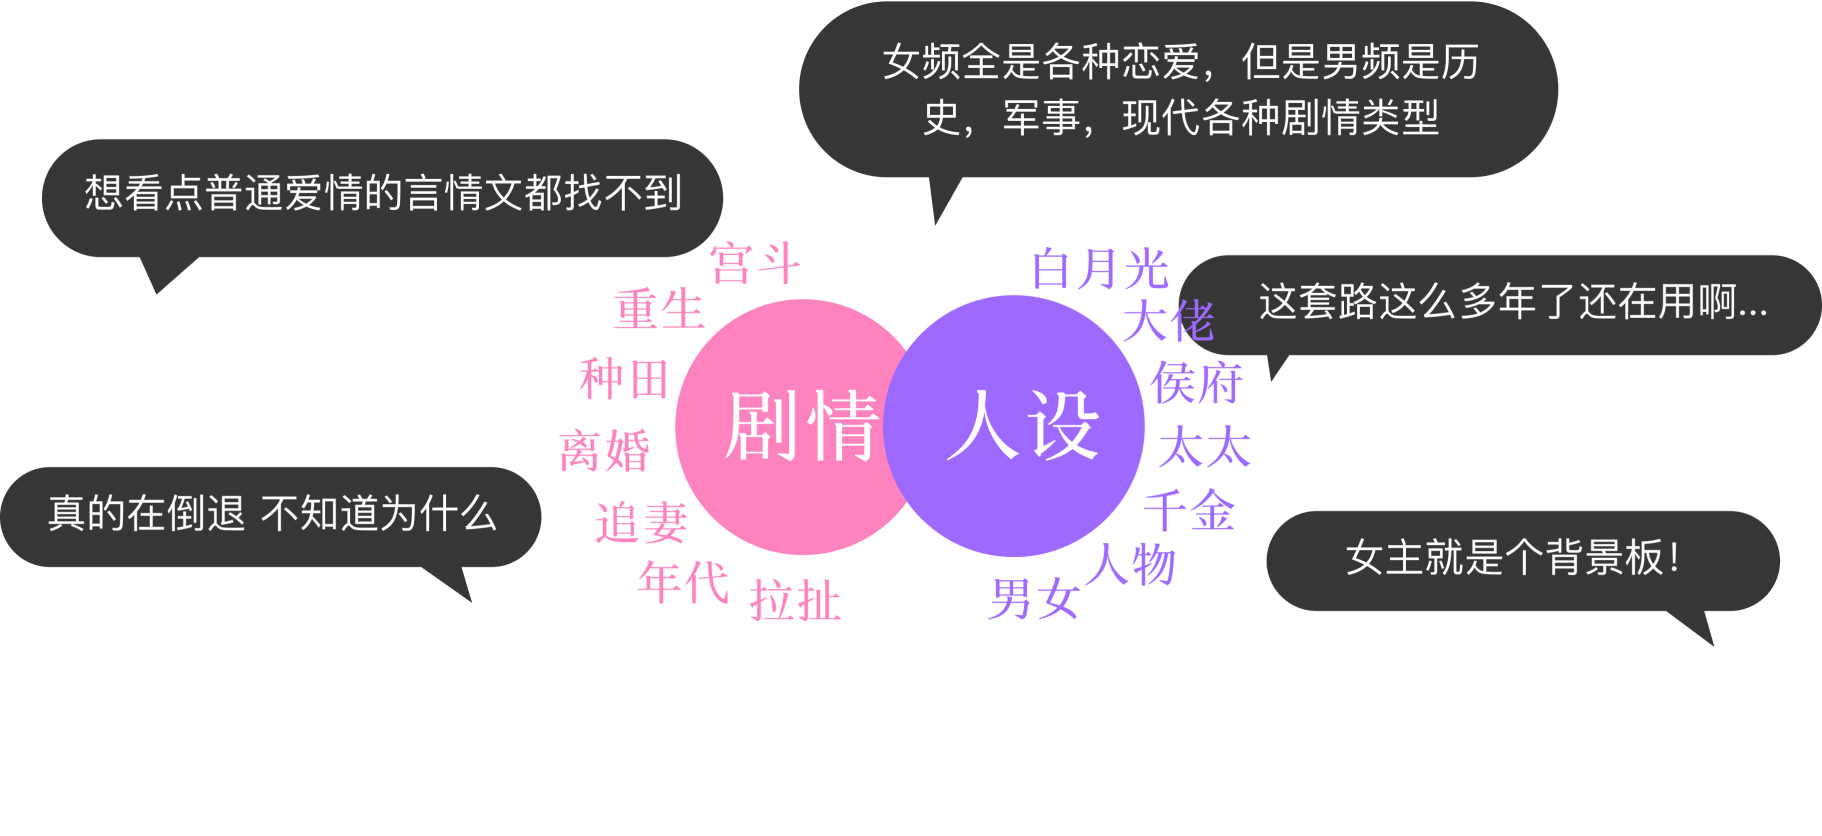 女频全是各种恋爱，但是男频是历
史，军事，现代各种剧情类型
想看点普通爱情的言情文都找不到
这套路这么多年了还在用啊...
真的在倒退 不知道为什么
女主就是个背景板！
宫斗
重生
种田
离婚
追妻
年代
拉扯
剧情
人设
白月光
大佬
侯府
太太
千金
人物
男女